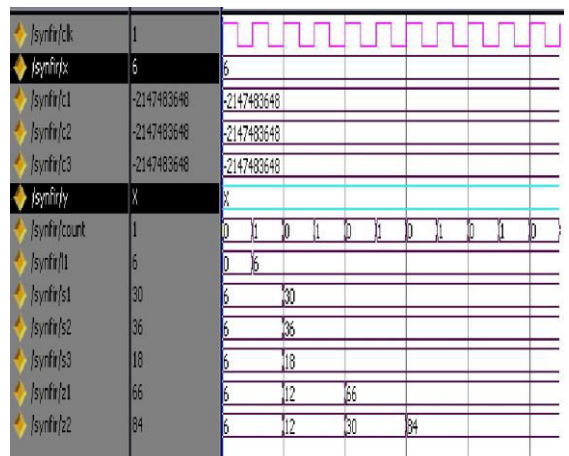 /synfir/clk 1
/synfir/x 6 6
/synfir/c1 -2147483648 -2147483648
/synfir/c2 -2147483648 -2147483648
/synfir/c3 -2147483648 -2147483648
/synfir/y X X
/synfir/count 1 0 1 0 1 0 1 0 1 0 1 0
/synfir/l1 6 0 6
/synfir/s1 30 6 30
/synfir/s2 36 6 36
/synfir/s3 18 6 18
/synfir/z1 66 6 12 66
/synfir/z2 84 6 12 30 84